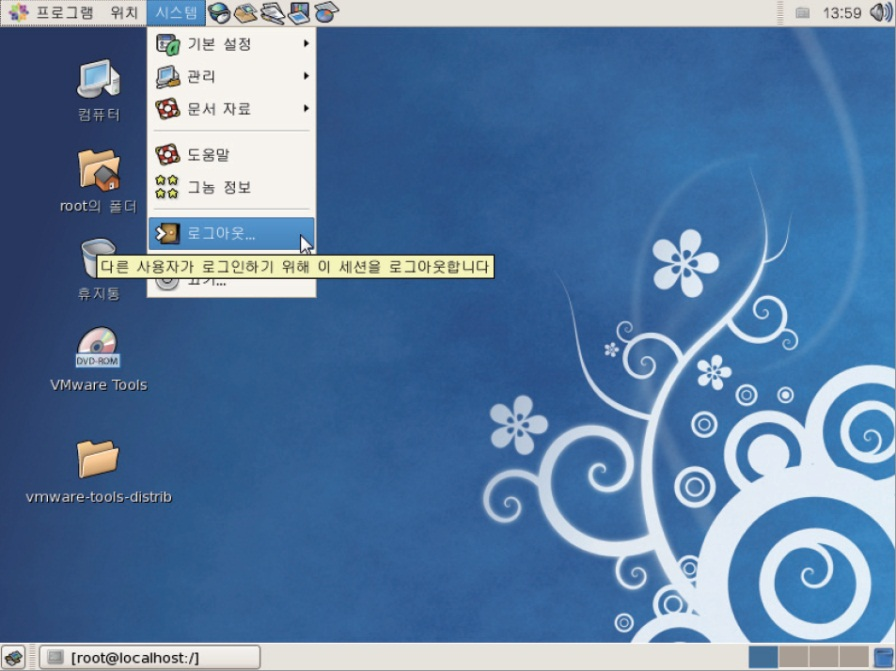 프로그램 위치 시스템 13:59
기본 설정
관리
문서 자료
도움말
그놈 정보
로그아웃...
다른 사용자가 로그인하기 위해 이 세션을 로그아웃합니다
끄기...
컴퓨터
root의 폴더
휴지통
DVD-ROM
VMware Tools
vmware-tools-distrib
[root@localhost:/]